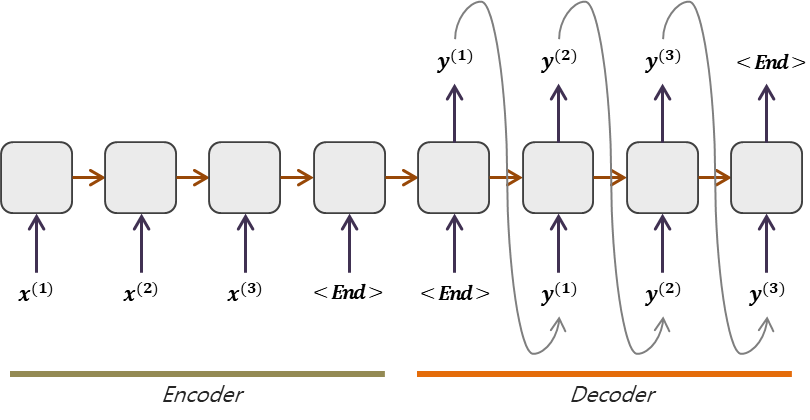 y(1) y(2) y(3) <End>
x(1) x(2) x(3) <End> <End> y(1) y(2) y(3)
Encoder Decoder